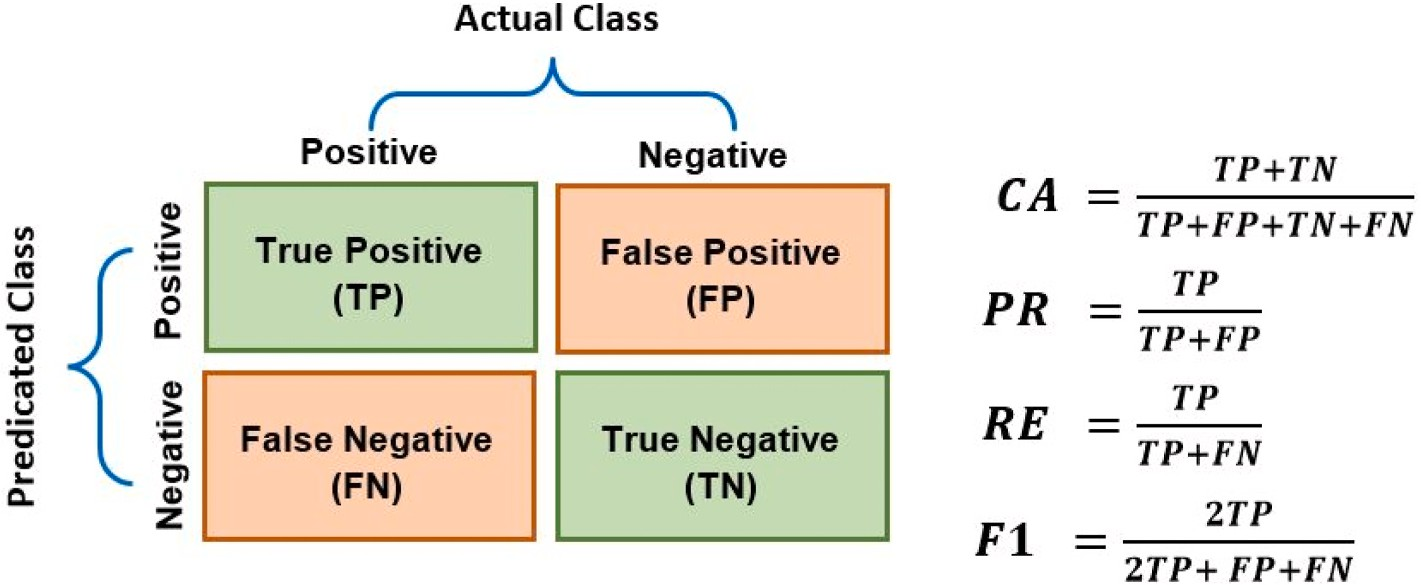 Actual Class
Positive
Negative
Predicated Class
Positive
Negative
True Positive
(TP)
False Positive
(FP)
False Negative
(FN)
True Negative
(TN)
CA = TP+TN / TP+FP+TN+FN
PR = TP / TP+FP
RE = TP / TP+FN
F1 = 2TP / 2TP+ FP+FN